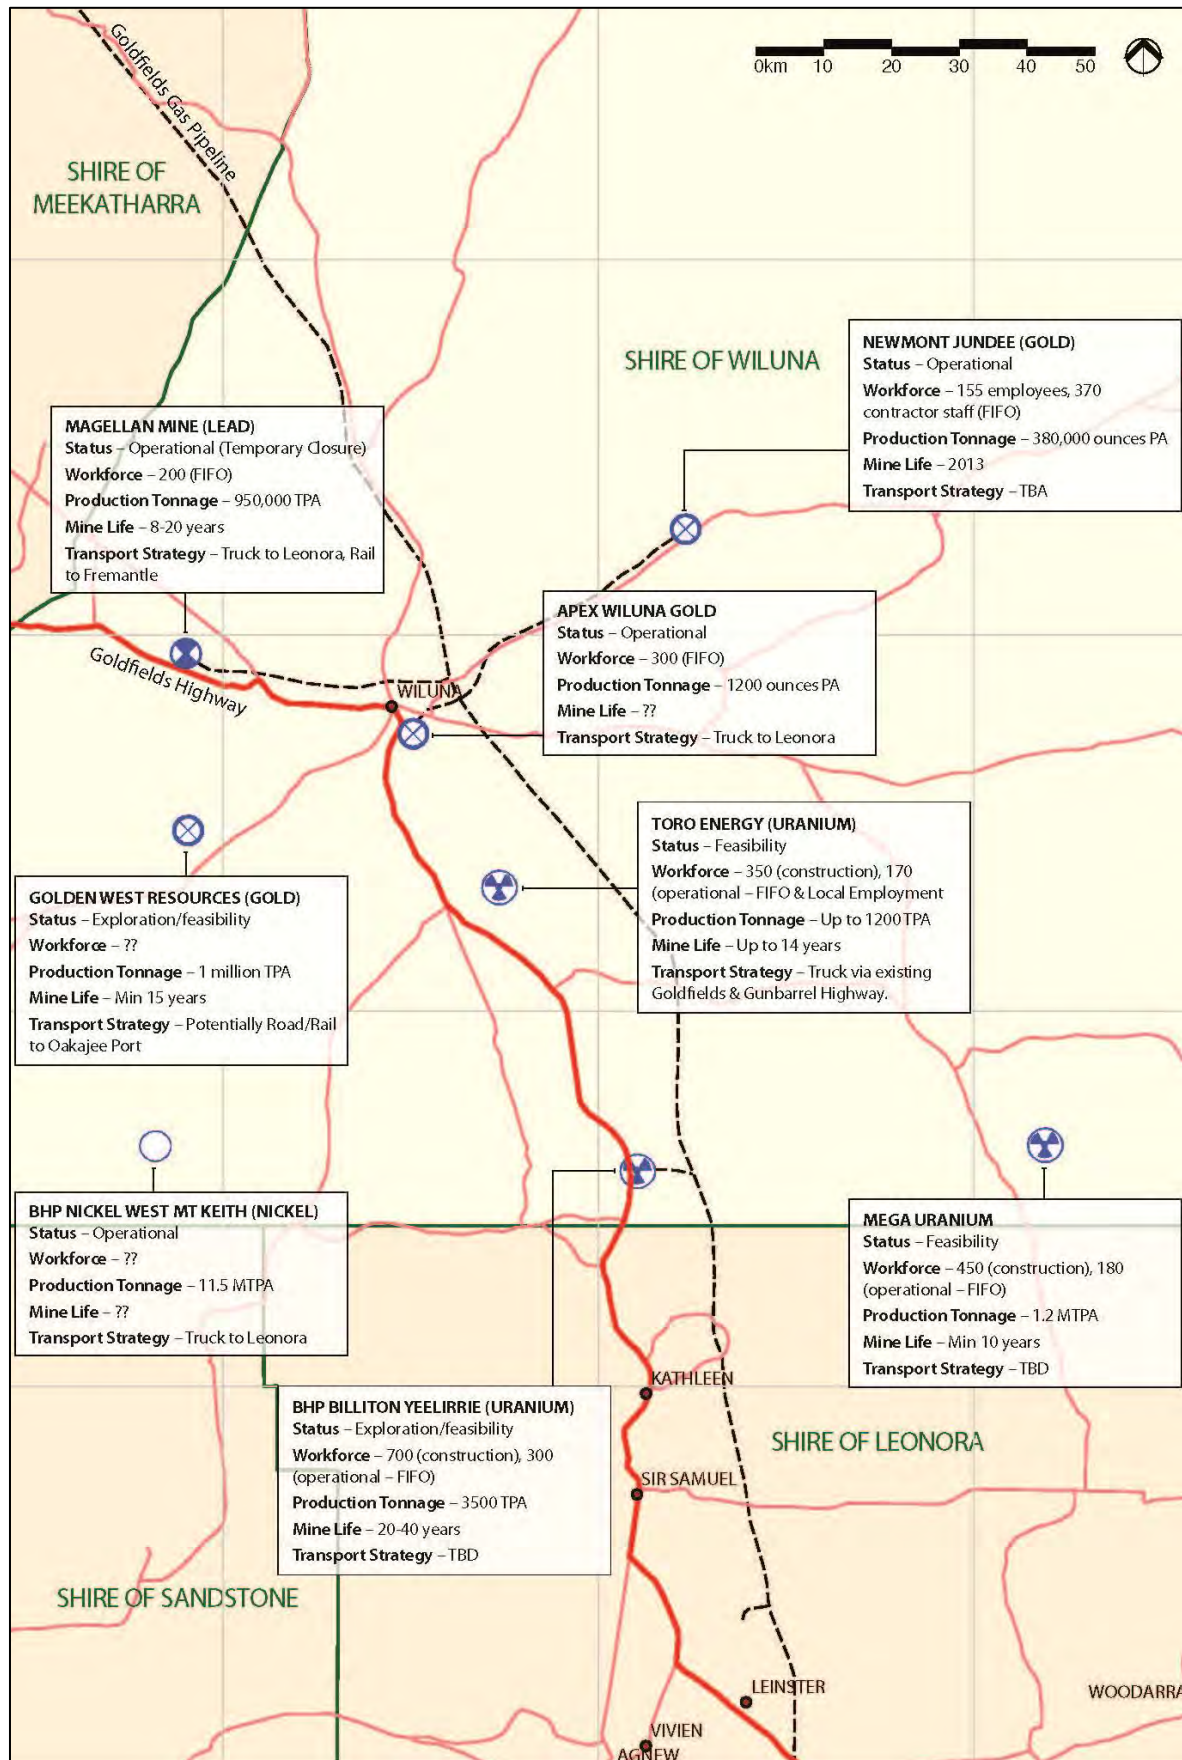 Goldfields Gas Pipeline
0km 10 20 30 40 50
SHIRE OF
MEEKATHARRA
SHIRE OF WILUNA
NEWMONT JUNDEE (GOLD)
Status – Operational
Workforce – 155 employees, 370
contractor staff (FIFO)
Production Tonnage – 380,000 ounces PA
Mine Life – 2013
Transport Strategy – TBA
MAGELLAN MINE (LEAD)
Status – Operational (Temporary Closure)
Workforce – 200 (FIFO)
Production Tonnage – 950,000 TPA
Mine Life – 8-20 years
Transport Strategy – Truck to Leonora, Rail
to Fremantle
APEX WILUNA GOLD
Status – Operational
Workforce – 300 (FIFO)
Production Tonnage – 1200 ounces PA
Mine Life – ??
Transport Strategy – Truck to Leonora
Goldfields Highway
WILUNA
TORO ENERGY (URANIUM)
Status – Feasibility
Workforce – 350 (construction), 170
(operational – FIFO & Local Employment
Production Tonnage – Up to 1200 TPA
Mine Life – Up to 14 years
Transport Strategy – Truck via existing
Goldfields & Gunbarrel Highway.
GOLDEN WEST RESOURCES (GOLD)
Status – Exploration/feasibility
Workforce – ??
Production Tonnage – 1 million TPA
Mine Life – Min 15 years
Transport Strategy – Potentially Road/Rail
to Oakajee Port
BHP NICKEL WEST MT KEITH (NICKEL)
Status – Operational
Workforce – ??
Production Tonnage – 11.5 MTPA
Mine Life – ??
Transport Strategy – Truck to Leonora
MEGA URANIUM
Status – Feasibility
Workforce – 450 (construction), 180
(operational – FIFO)
Production Tonnage – 1.2 MTPA
Mine Life – Min 10 years
Transport Strategy – TBD
KATHLEEN
BHP BILLITON YEELIRRIE (URANIUM)
Status – Exploration/feasibility
Workforce – 700 (construction), 300
(operational – FIFO)
Production Tonnage – 3500 TPA
Mine Life – 20-40 years
Transport Strategy – TBD
SHIRE OF LEONORA
SIR SAMUEL
SHIRE OF SANDSTONE
LEINSTER
WOODARRA
VIVIEN
AGNEW